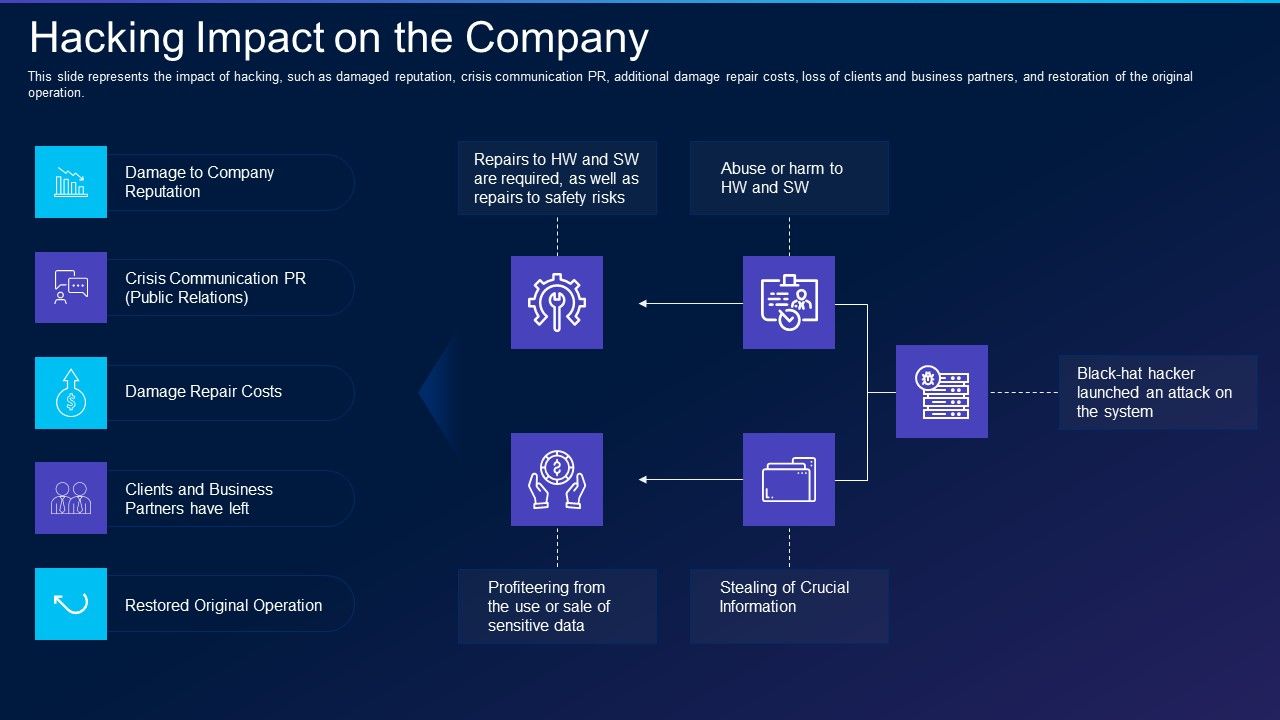 Hacking Impact on the Company
This slide represents the impact of hacking, such as damaged reputation, crisis communication PR, additional damage repair costs, loss of clients and business partners, and restoration of the original
operation.
Damage to Company
Reputation
Crisis Communication PR
(Public Relations)
Damage Repair Costs
Clients and Business
Partners have left
Restored Original Operation
Repairs to HW and SW
are required, as well as
repairs to safety risks
Abuse or harm to
HW and SW
Black-hat hacker
launched an attack on
the system
Profiteering from
the use or sale of
sensitive data
Stealing of Crucial
Information